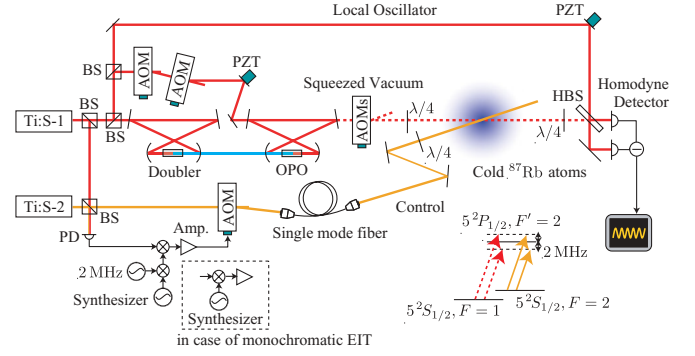 Local Oscillator
PZT
BS
AOM
AOM
PZT
Squeezed Vacuum
AOMs
λ/4
HBS
Homodyne
Detector
BS
Ti:S-1
BS
λ/4
λ/4
Doubler
OPO
Cold ⁸⁷Rb atoms
Ti:S-2
BS
AOM
Control
PD
Amp.
Single mode fiber
2 MHz
Synthesizer
Synthesizer
in case of monochromatic EIT
5²P₁/₂, F′ = 2
2 MHz
5²S₁/₂, F = 1
5²S₁/₂, F = 2